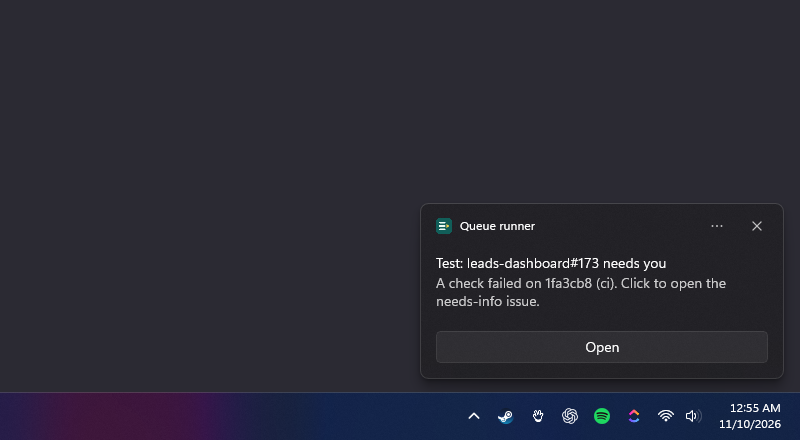 Queue runner
Test: leads-dashboard#173 needs you
A check failed on 1fa3cb8 (ci). Click to open the
needs-info issue.
Open
12:55 AM
11/10/2026